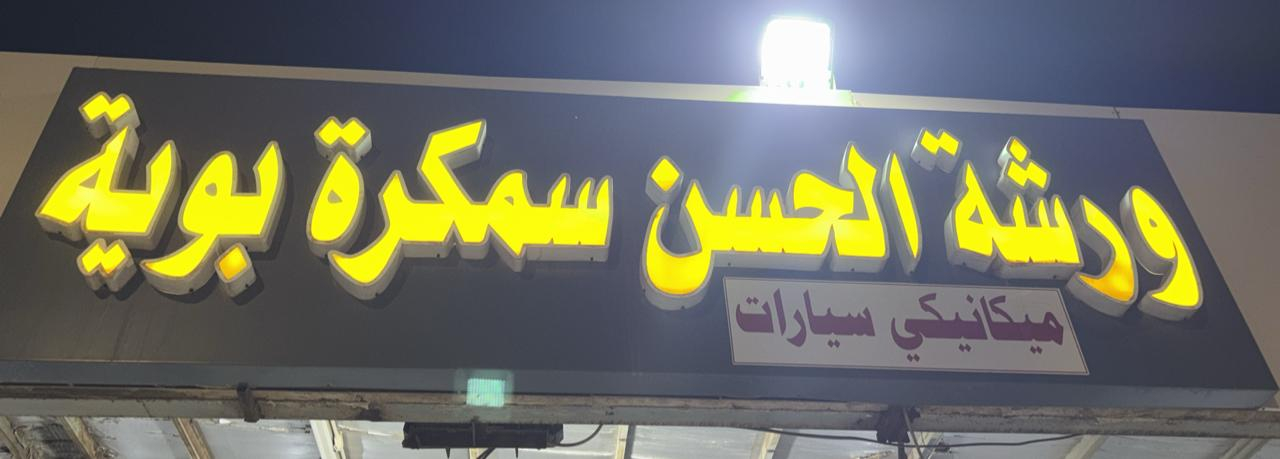 ورشة الحسن سمكرة بوية
ميكانيكي سيارات